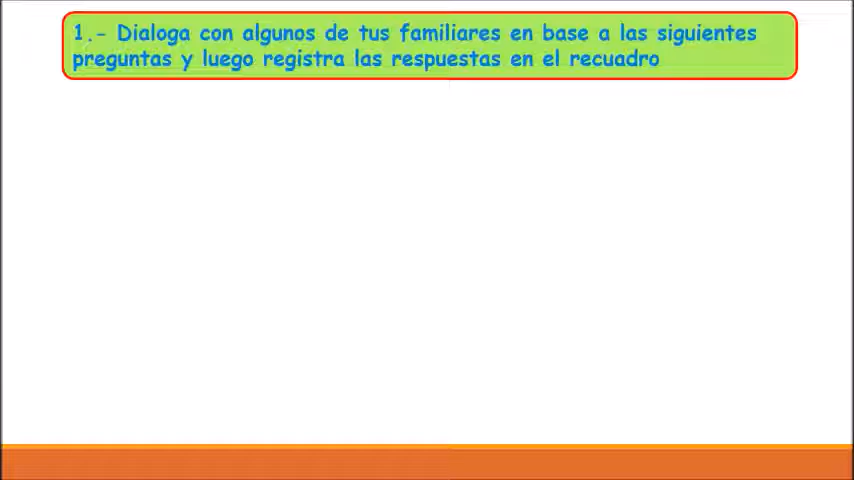 1.- Dialoga con algunos de tus familiares en base a las siguientes
preguntas y luego registra las respuestas en el recuadro